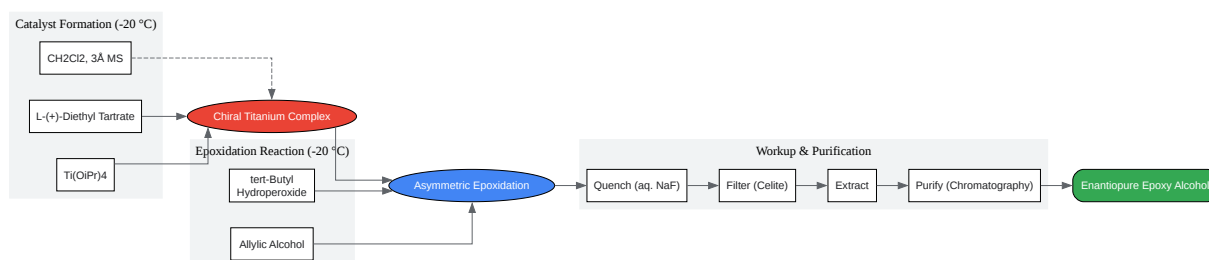 Catalyst Formation (-20 °C)
CH2Cl2, 3Å MS
L-(+)-Diethyl Tartrate
Ti(OiPr)4
Chiral Titanium Complex
Epoxidation Reaction (-20 °C)
tert-Butyl
Hydroperoxide
Allylic Alcohol
Asymmetric Epoxidation
Workup & Purification
Quench (aq. NaF)
Filter (Celite)
Extract
Purify (Chromatography)
Enantiopure Epoxy Alcohol